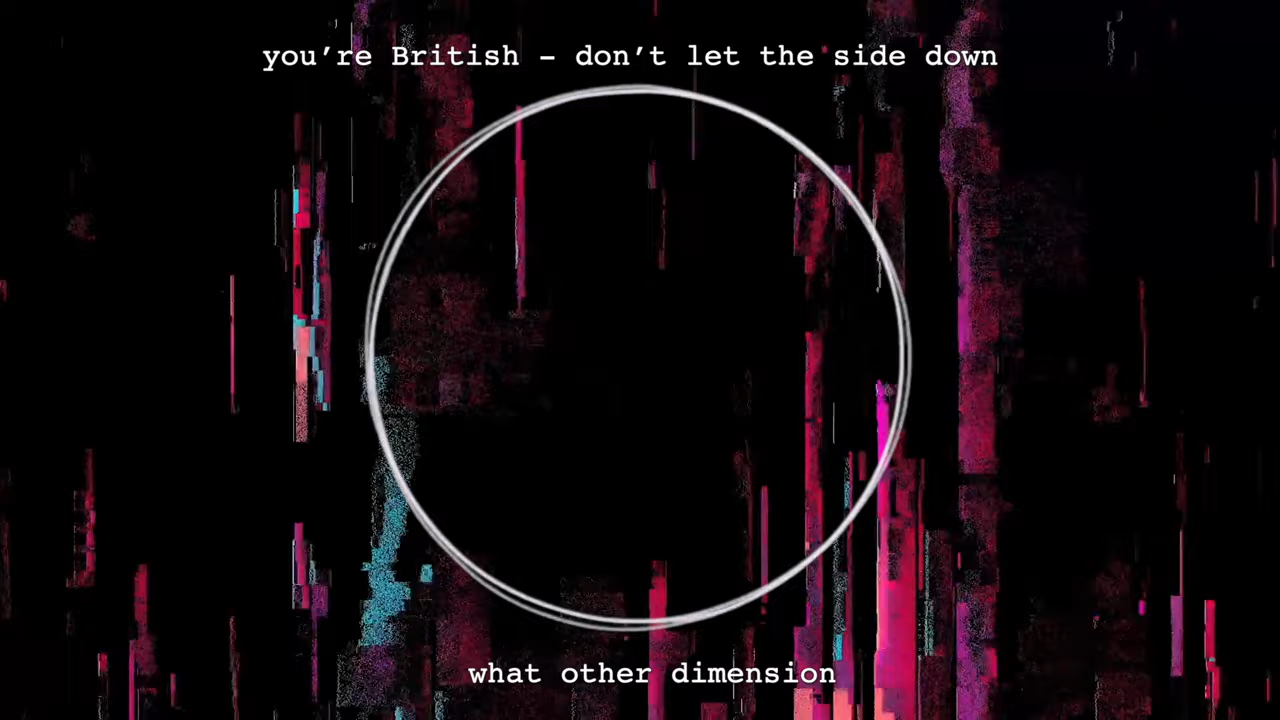 you’re British – don’t let the side down
what other dimension